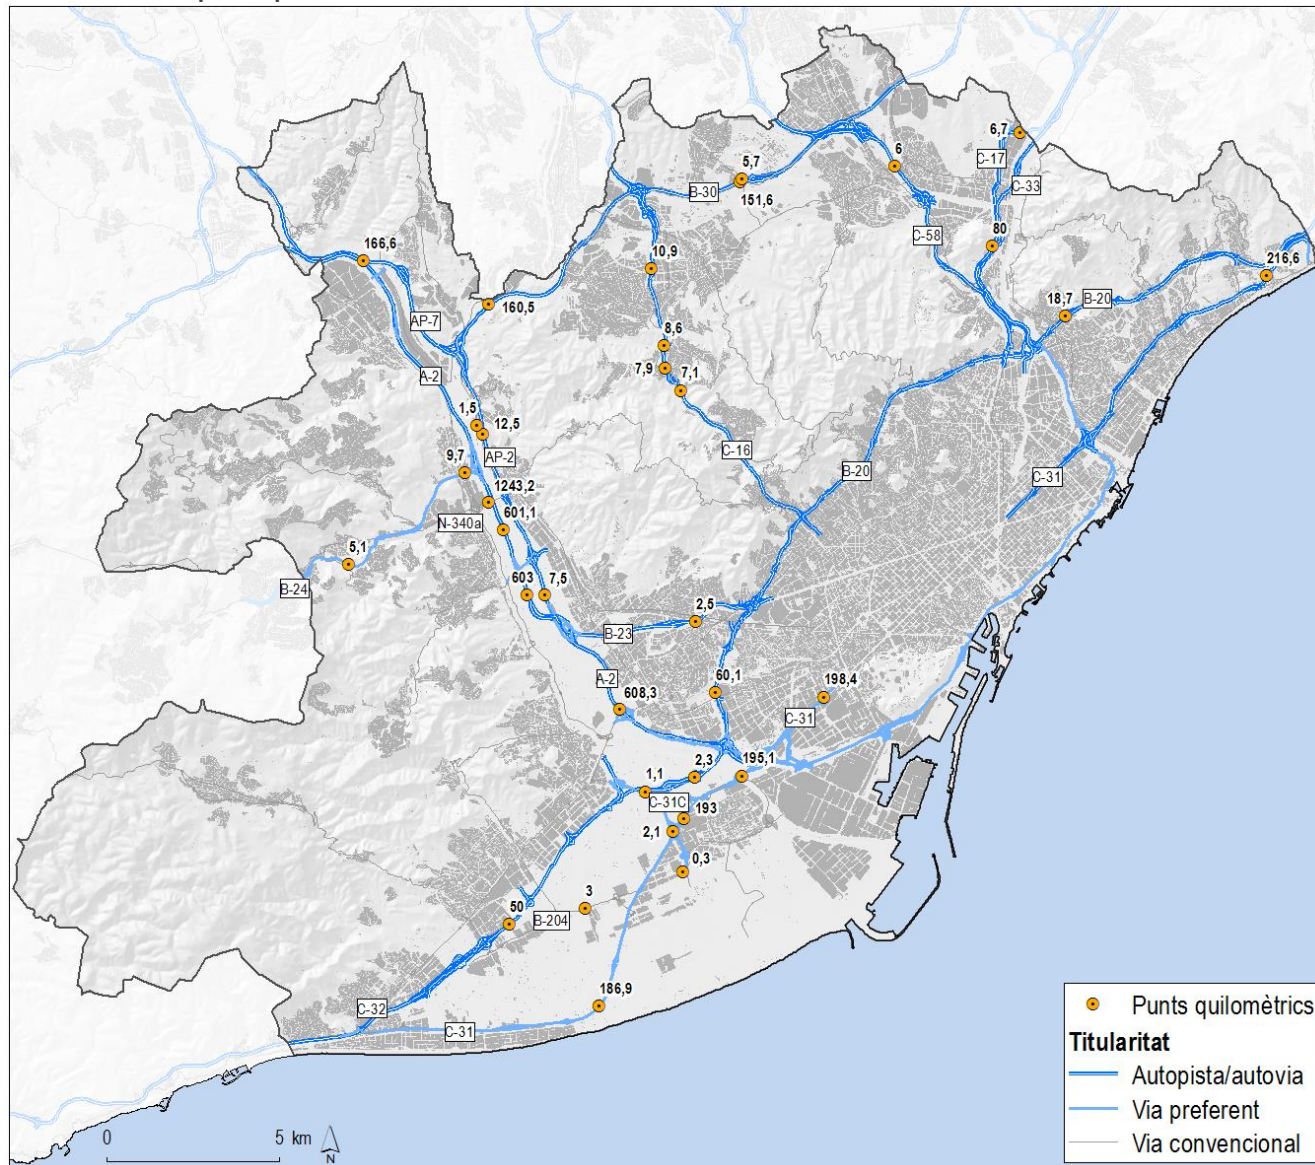 6,7
6
C-17
5,7
B-30
C-33
151,6
C-58
80
166,6
10,9
216,6
160,5
18,7
B-20
AP-7
8,6
7,9
7,1
A-2
1,5
12,5
C-16
9,7
AP-2
B-20
C-31
1243,2
N-340a
601,1
5,1
B-24
603
7,5
2,5
B-23
A-2
60,1
198,4
608,3
C-31
2,3
195,1
1,1
C-31C
193
2,1
0,3
3
50
B-204
186,9
C-32
C-31
Punts quilomètrics
Titularitat
Autopista/autovia
Via preferent
Via convencional
0 5 km
N